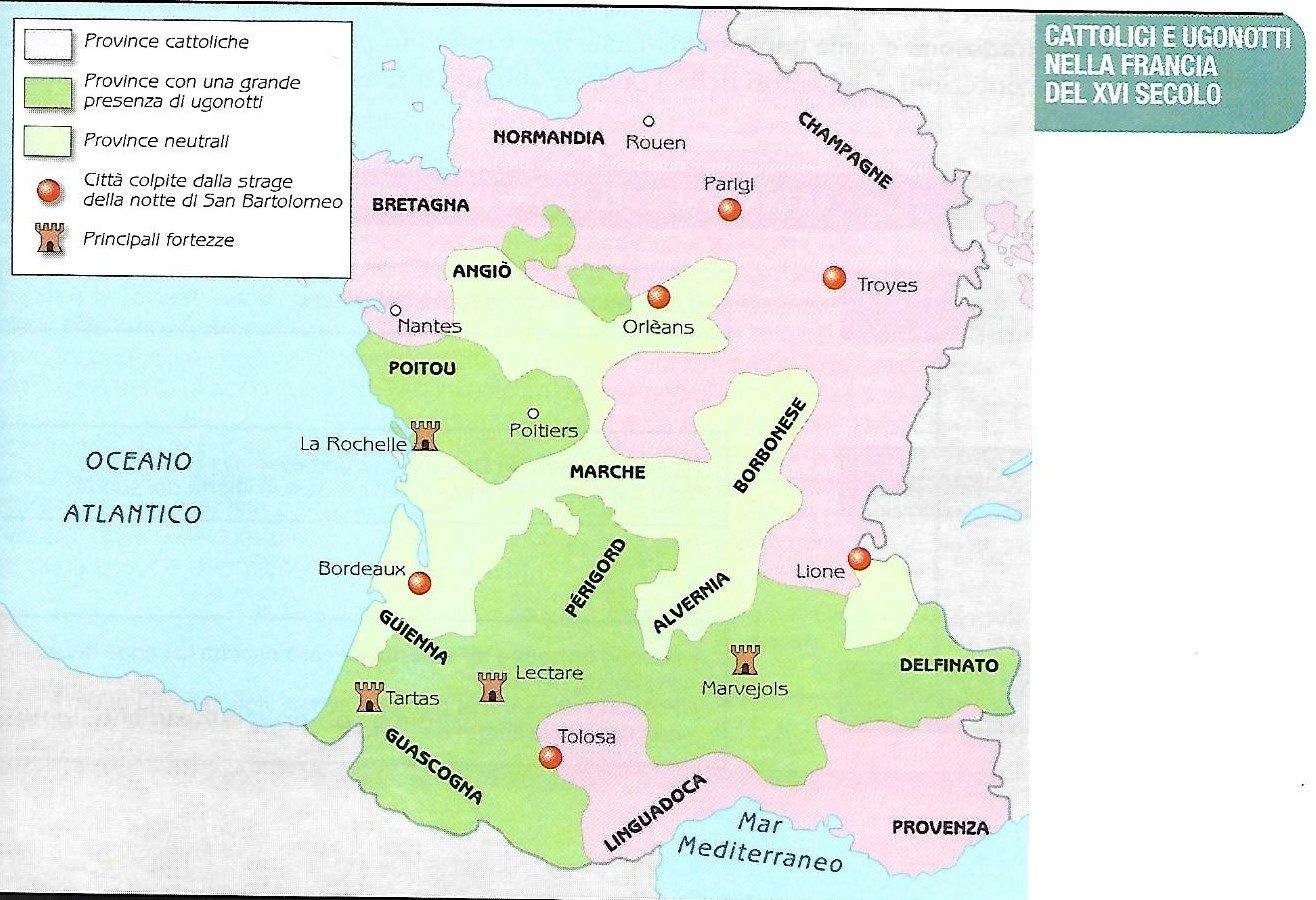 CATTOLICI E UGONOTTI
NELLA FRANCIA
DEL XVI SECOLO
Province cattoliche
Province con una grande
presenza di ugonotti
Province neutrali
Città colpite dalla strage
della notte di San Bartolomeo
Principali fortezze
NORMANDIA
Rouen
CHAMPAGNE
Parigi
BRETAGNA
ANGIÒ
Troyes
Nantes
Orlèans
POITOU
Poitiers
La Rochelle
BORBONESE
MARCHE
OCEANO
ATLANTICO
Bordeaux
PÉRIGORD
Lione
ALVERNIA
GUIENNA
DELFINATO
Lectare
Marvejols
Tartas
GUASCOGNA
Tolosa
LINGUADOCA
PROVENZA
Mar
Mediterraneo